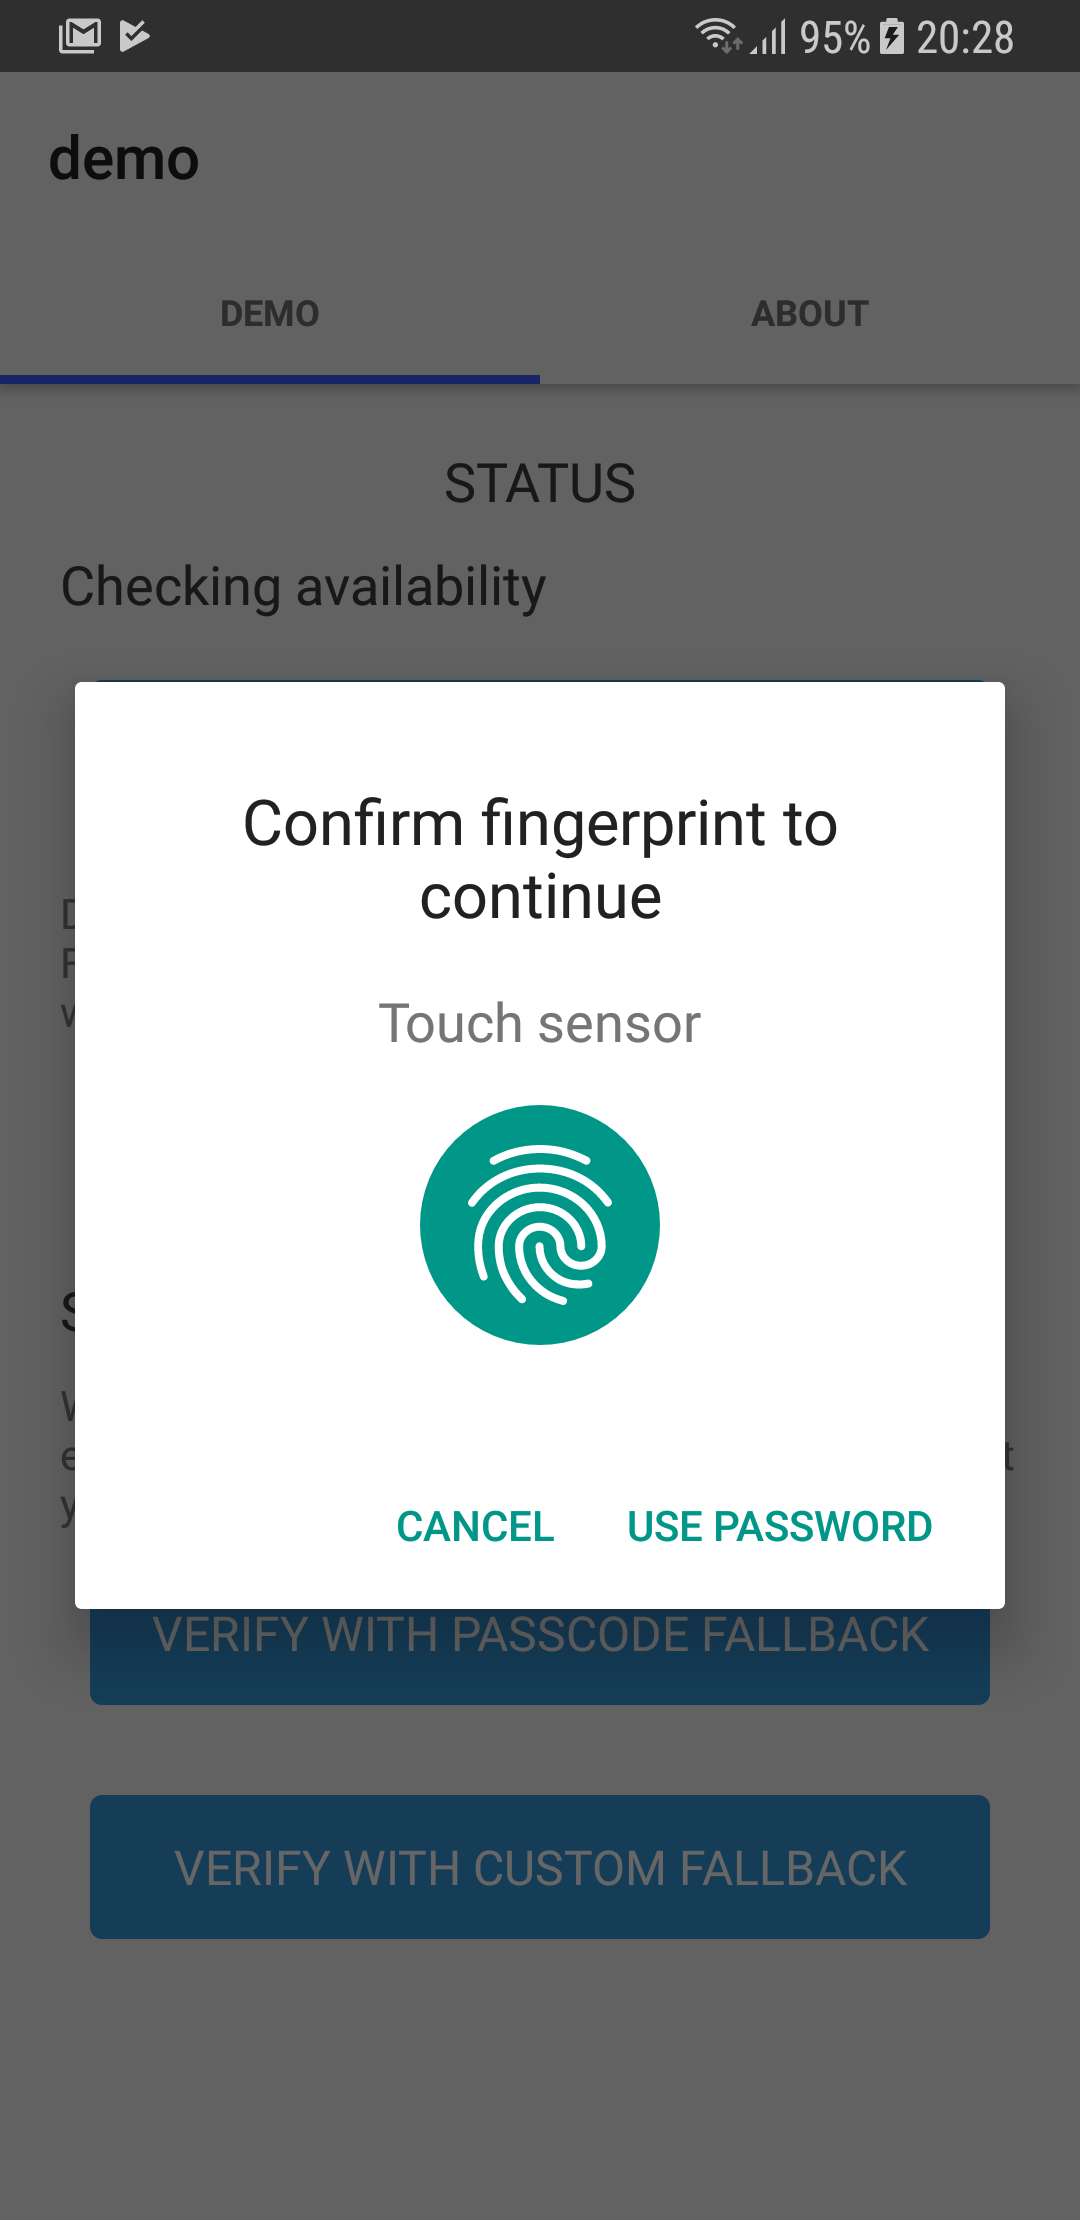 95% 20:28
demo
DEMO ABOUT
STATUS
Checking availability
Confirm fingerprint to
continue
Touch sensor
CANCEL USE PASSWORD
VERIFY WITH PASSCODE FALLBACK
VERIFY WITH CUSTOM FALLBACK